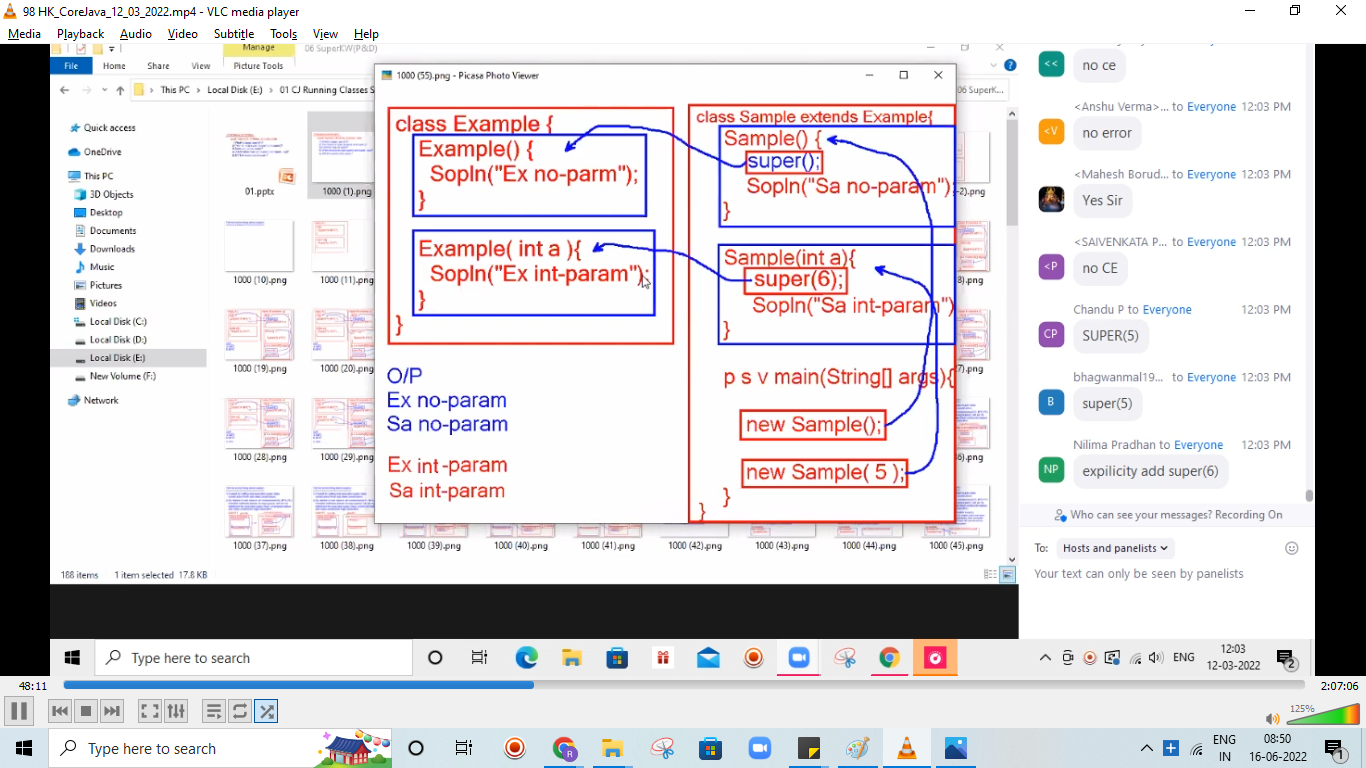 98 HK_CoreJava_12_03_2022.mp4 - VLC media player
Media Playback Audio Video Subtitle Tools View Help
Manage
06 SuperKW(P&D)
File Home Share View Picture Tools
This PC > Local Disk (E:) > 01 CJ Running Classes S
06 SuperK...
Quick access
OneDrive
This PC
3D Objects
Desktop
Documents
Downloads
Music
Pictures
Videos
Local Disk (C:)
Local Disk (D:)
Local Disk (E:)
New Volume (F:)
Network
01.pptx
1000 (1).png
1000 (10).png
1000 (11).png
1000 (19).png
1000 (20).png
1000 (28).png
1000 (29).png
1000 (37).png
1000 (38).png
1000 (39).png
1000 (40).png
1000 (41).png
1000 (42).png
1000 (43).png
1000 (44).png
1000 (45).png
188 items 1 item selected 17.8 KB
1000 (55).png - Picasa Photo Viewer
class Example {
Example() {
Sopln("Ex no-parm");
}
Example( int a ){
Sopln("Ex int-param");
}
}
O/P
Ex no-param
Sa no-param
Ex int-param
Sa int-param
class Sample extends Example{
Sample() {
super();
Sopln("Sa no-param")
}
Sample(int a){
super(6);
Sopln("Sa int-param")
}
p s v main(String[] args){
new Sample();
new Sample( 5 );
}
}
<<
no ce
<Anshu Verma>... to Everyone 12:03 PM
<V
no error
<Mahesh Borud... to Everyone 12:03 PM
Yes Sir
<SAIVENKATA P... to Everyone 12:03 PM
<P
no CE
Chandu P to Everyone 12:03 PM
CP
SUPER(5)
bhagwanmal19... to Everyone 12:03 PM
B
super(5)
Nilima Pradhan to Everyone 12:03 PM
NP
expilicity add super(6)
Who can see your messages? Recording On
To: Hosts and panelists
Your text can only be seen by panelists
Type here to search
ENG
12:03
12-03-2022
2
48:11
2:07:06
125%
Type here to search
ENG
IN
08:50
16-06-2022
1